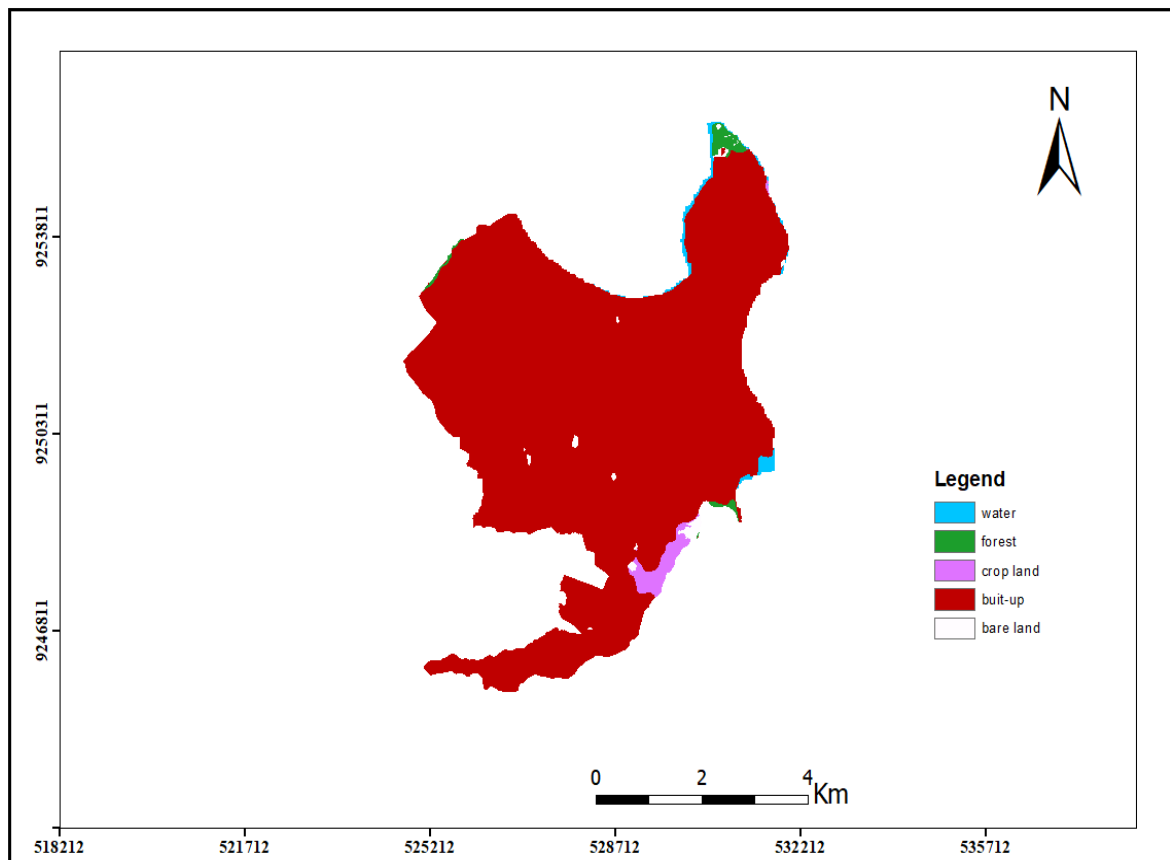 N
9253811
9250311
9246811
Legend
water
forest
crop land
buit-up
bare land
0 2 4
Km
518212 521712 525212 528712 532212 535712